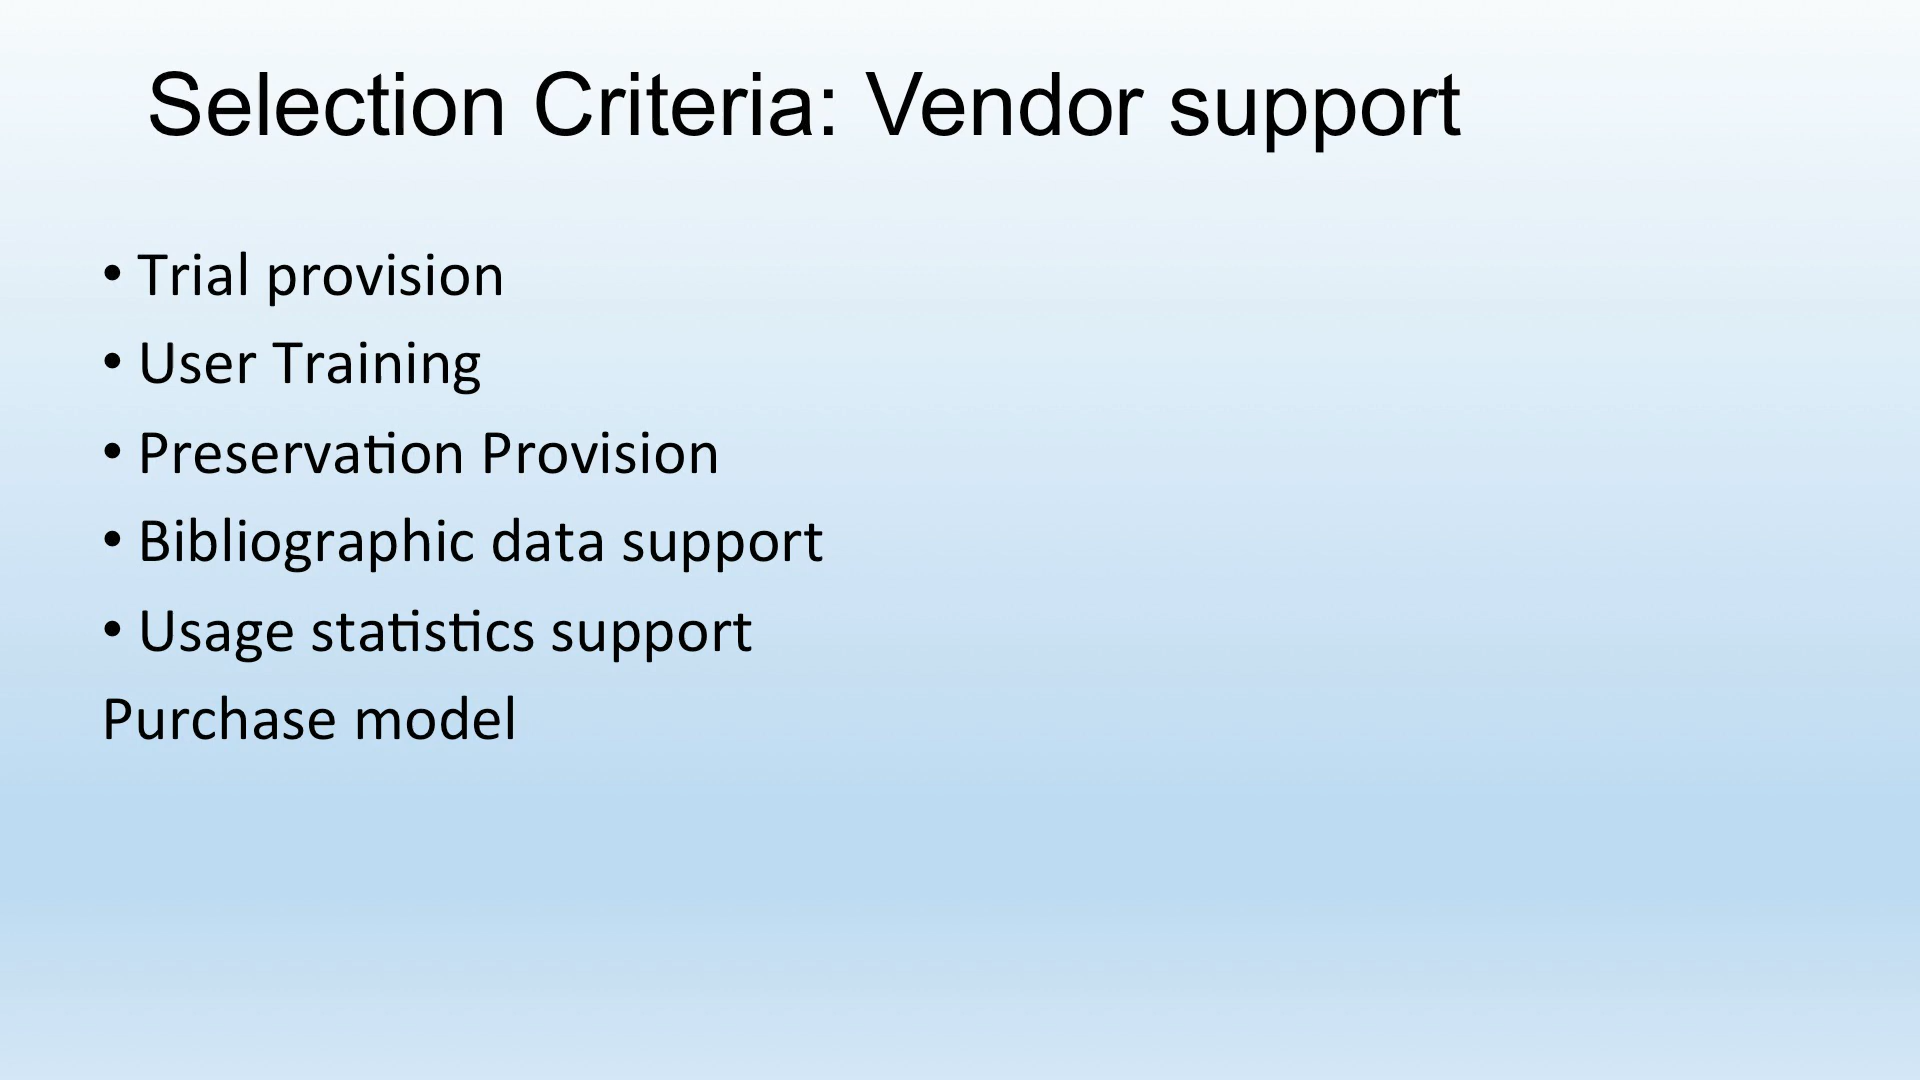 Selection Criteria: Vendor support
• Trial provision
• User Training
• Preservation Provision
• Bibliographic data support
• Usage statistics support
Purchase model